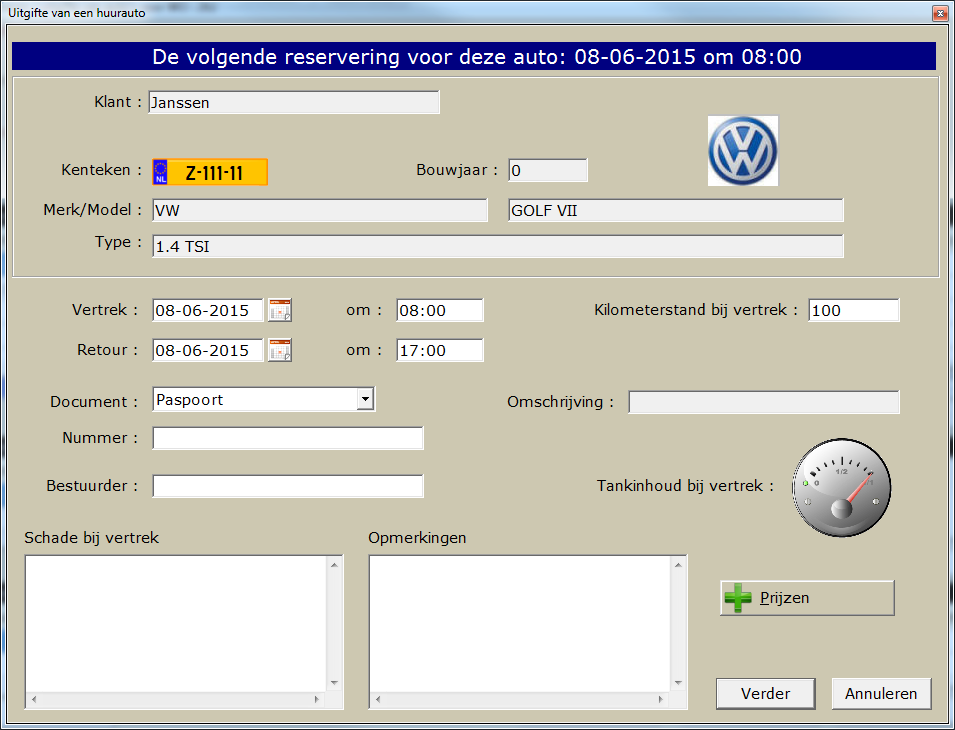 Uitgifte van een huurauto
De volgende reservering voor deze auto: 08-06-2015 om 08:00
Klant : Janssen
Kenteken : NL Z-111-11 Bouwjaar : 0
Merk/Model : VW GOLF VII
Type : 1.4 TSI
Vertrek : 08-06-2015 om : 08:00 Kilometerstand bij vertrek : 100
Retour : 08-06-2015 om : 17:00
Document : Paspoort Omschrijving :
Nummer :
Bestuurder : Tankinhoud bij vertrek : 0 1/2 1/1
Schade bij vertrek Opmerkingen
Prijzen
Verder Annuleren